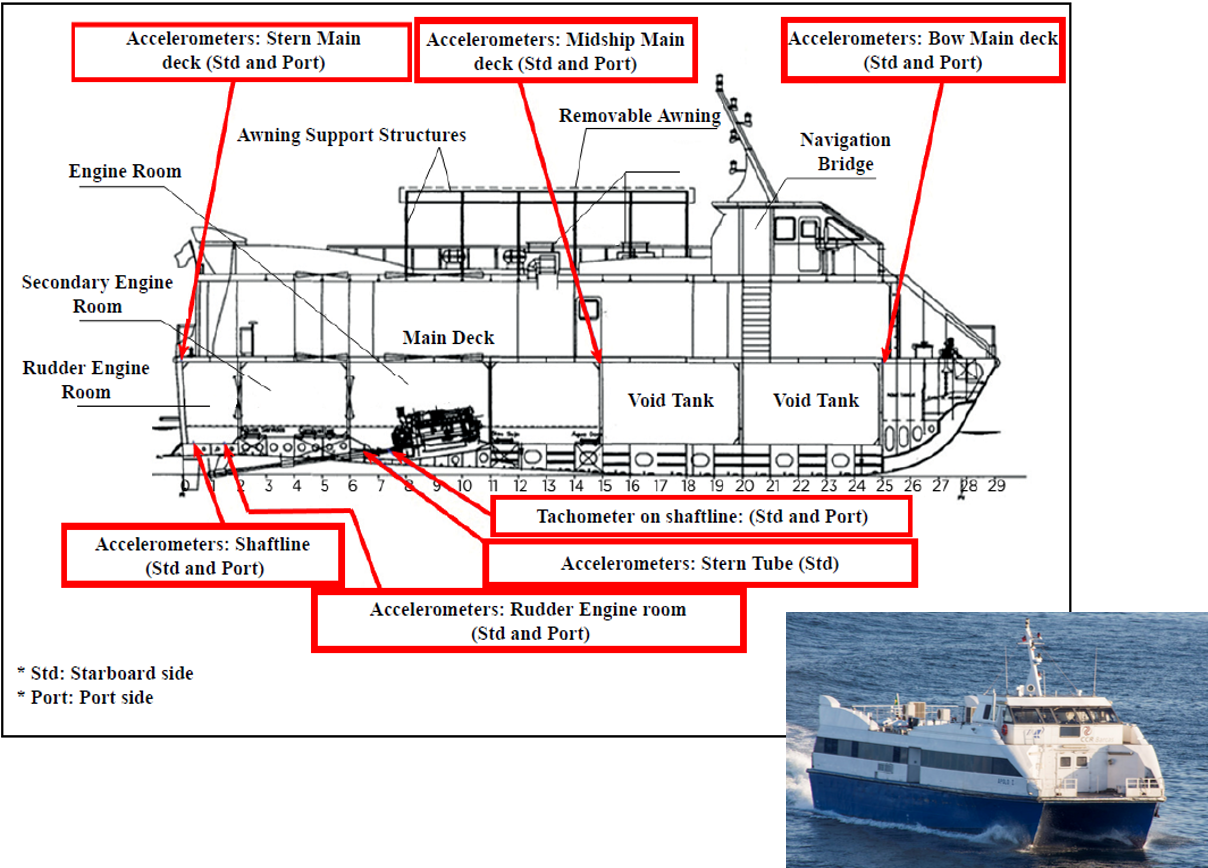 Accelerometers: Stern Main
deck (Std and Port)
Accelerometers: Midship Main
deck (Std and Port)
Accelerometers: Bow Main deck
(Std and Port)
Removable Awning
Awning Support Structures
Navigation
Bridge
Engine Room
Secondary Engine
Room
Main Deck
Rudder Engine
Room
Void Tank
Void Tank
0 1 2 3 4 5 6 7 8 9 10 11 12 13 14 15 16 17 18 19 20 21 22 23 24 25 26 27 28 29
Tachometer on shaftline: (Std and Port)
Accelerometers: Shaftline
(Std and Port)
Accelerometers: Stern Tube (Std)
Accelerometers: Rudder Engine room
(Std and Port)
* Std: Starboard side
* Port: Port side